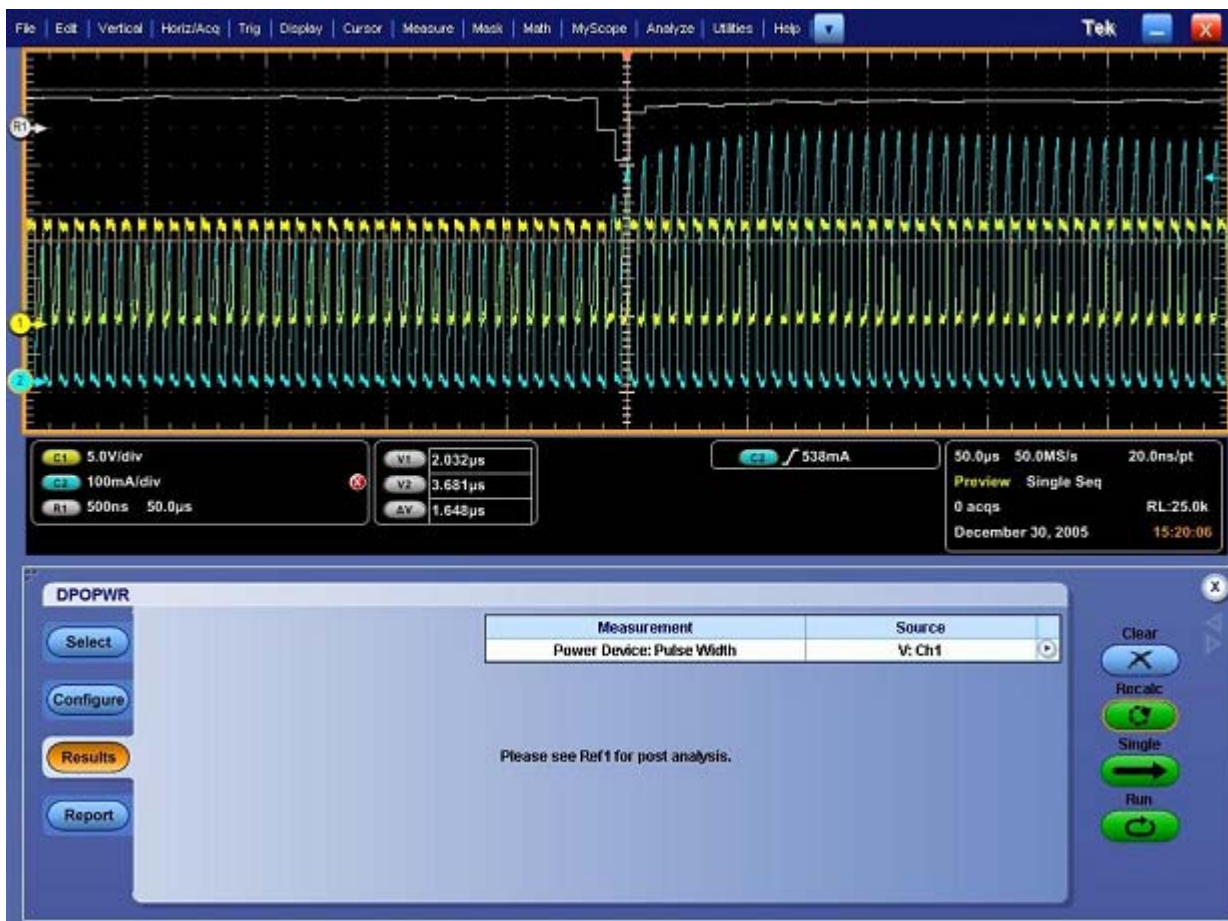 File | Edit | Vertical | Horiz/Acq | Trig | Display | Cursor | Measure | Mask | Math | MyScope | Analyze | Utilities | Help
Tek
X
R1
1
2
C1 5.0V/div
C2 100mA/div
R1 500ns 50.0µs
V1 2.032µs
V2 3.681µs
ΔV 1.648µs
C2 538mA
50.0µs 50.0MS/s 20.0ns/pt
Preview Single Seq
0 acqs RL:25.0k
December 30, 2005 15:20:06
DPOPWR
X
Select
Configure
Results
Report
Measurement Source
Power Device: Pulse Width V: Ch1
Please see Ref1 for post analysis.
Clear
Recalc
Single
Run